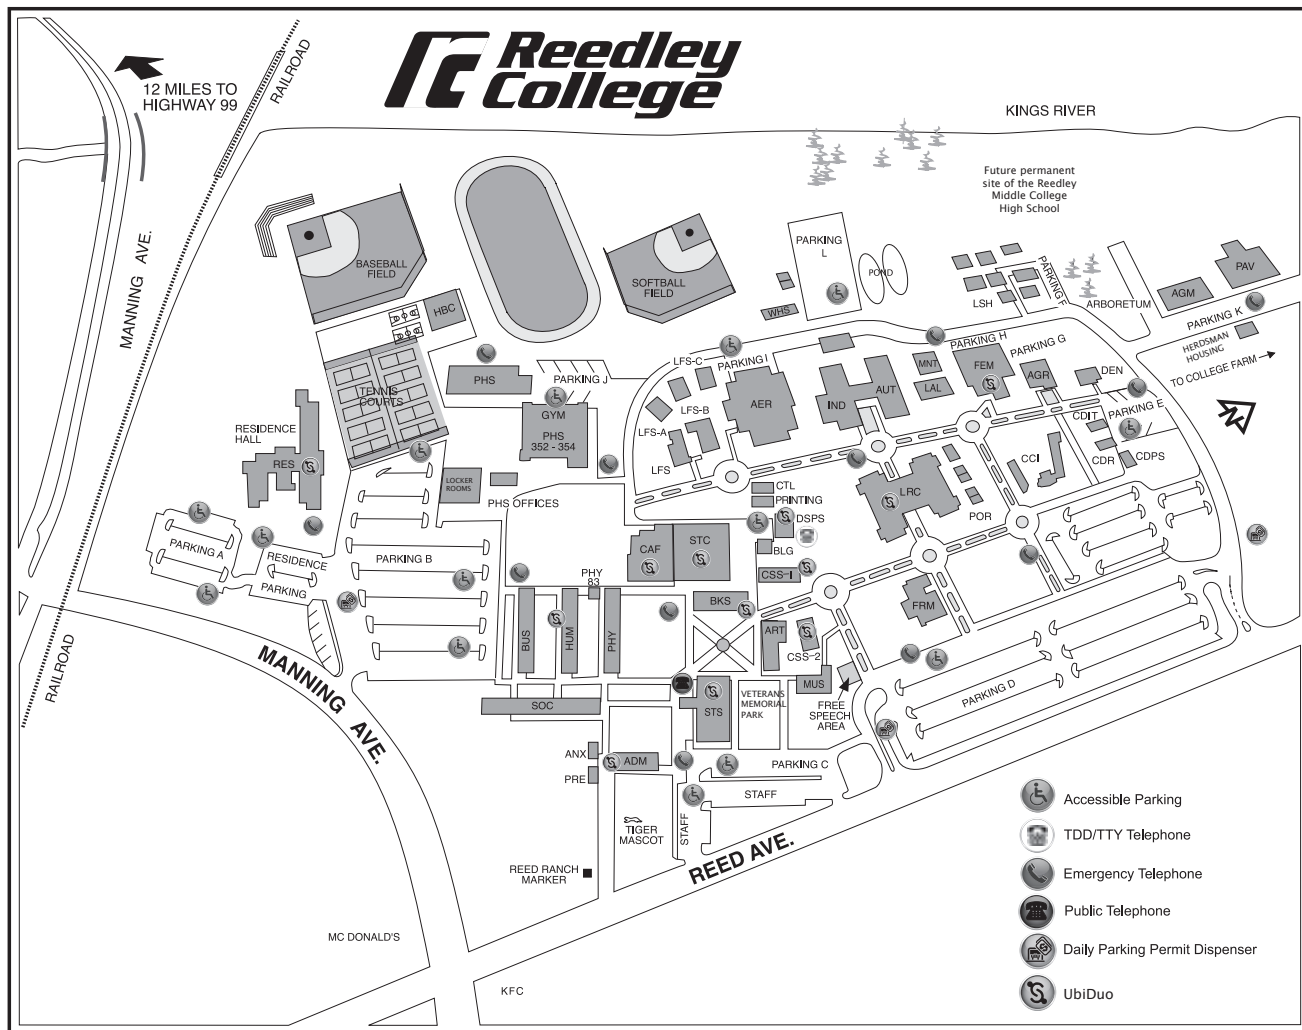 Reedley
College
12 MILES TO
HIGHWAY 99
RAILROAD
KINGS RIVER
Future permanent
site of the Reedley
Middle College
High School
MANNING AVE.
BASEBALL
FIELD
SOFTBALL
FIELD
PARKING
L
POND
PARKING F
LSH
ARBORETUM
PAV
AGM
PARKING K
HERDSMAN
HOUSING
TO COLLEGE FARM
HBC
WHS
PARKING H
PARKING G
LFS-C
PARKING I
MNT
FEM
AGR
DEN
PHS
PARKING J
TENNIS
COURTS
AUT
LAL
AER
IND
CDIT
PARKING E
GYM
PHS
352 - 354
LFS-B
LFS-A
LFS
RESIDENCE
HALL
RES
CCI
CDR
CDPS
LOCKER
ROOMS
PHS OFFICES
CTL
PRINTING
DSPS
LRC
POR
PARKING A
RESIDENCE
PARKING
PARKING B
CAF
STC
BLG
CSS-1
PHY
83
BKS
FRM
BUS
HUM
PHY
ART
CSS-2
MUS
RAILROAD
MANNING AVE.
SOC
STS
VETERANS
MEMORIAL
PARK
FREE
SPEECH
AREA
PARKING D
ANX
PRE
ADM
PARKING C
STAFF
STAFF
TIGER
MASCOT
REED AVE.
REED RANCH
MARKER
MC DONALD'S
KFC
Accessible Parking
TDD/TTY Telephone
Emergency Telephone
Public Telephone
Daily Parking Permit Dispenser
UbiDuo